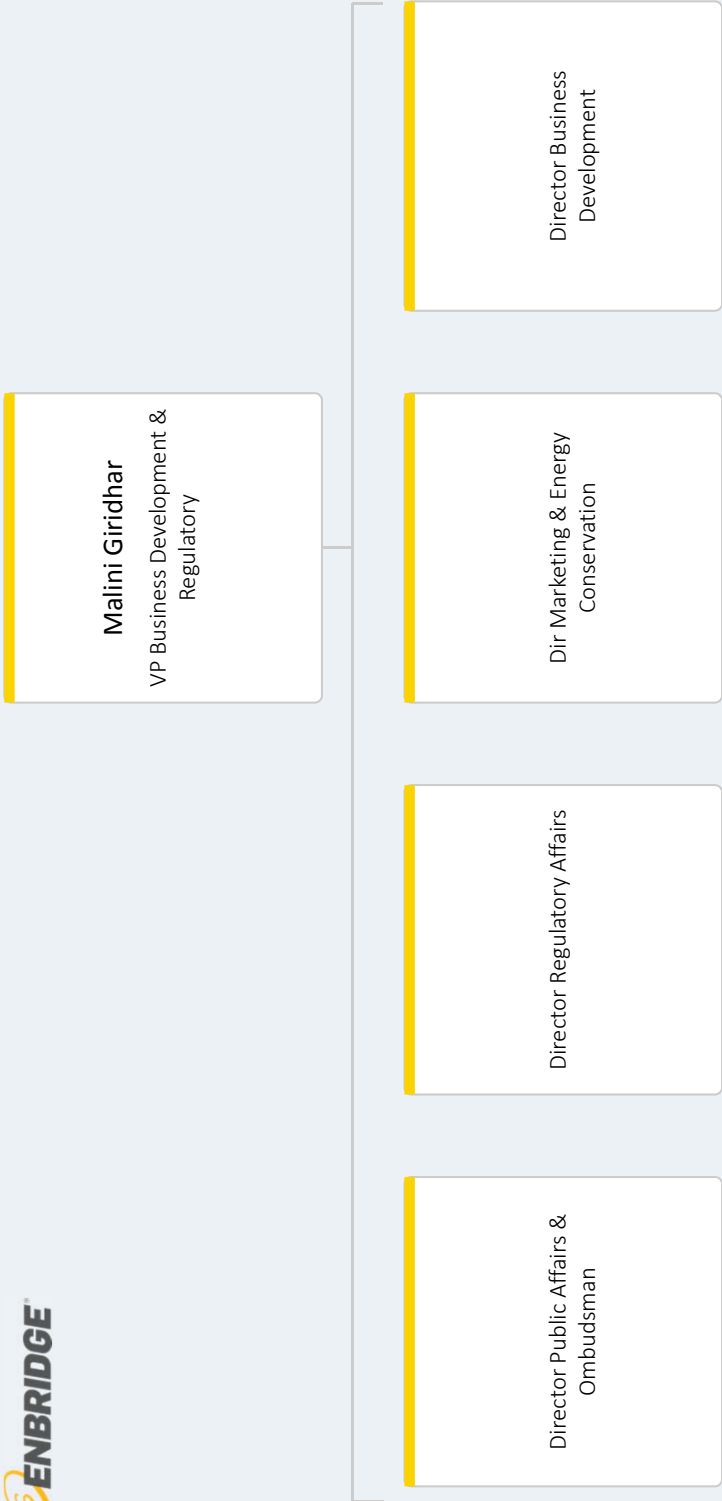 ENBRIDGE®
Malini Giridhar
VP Business Development &
Regulatory
Director Public Affairs &
Ombudsman
Director Regulatory Affairs
Dir Marketing & Energy
Conservation
Director Business
Development